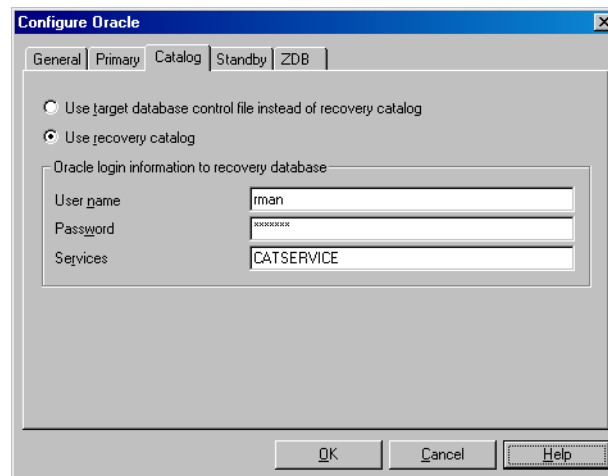 Configure Oracle
General Primary Catalog Standby ZDB
Use target database control file instead of recovery catalog
Use recovery catalog
Oracle login information to recovery database
User name rman
Password *******
Services CATSERVICE
OK Cancel Help